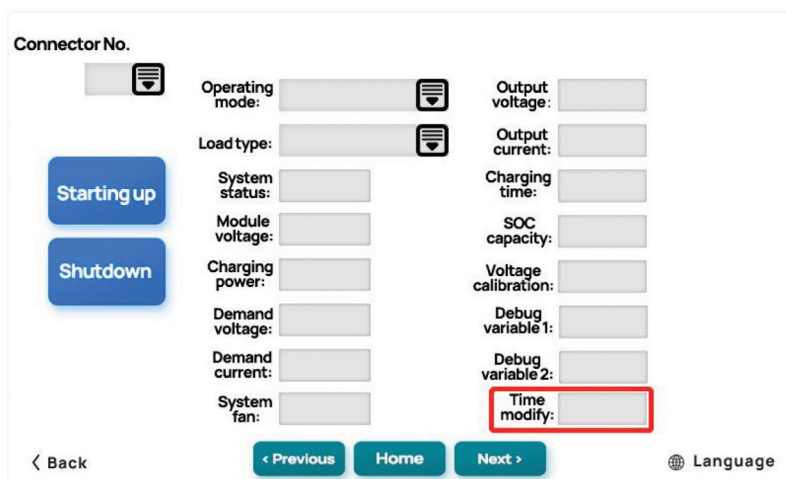 Connector No.
Operating
mode:
Output
voltage:
Load type:
Output
current:
Starting up
System
status:
Charging
time:
Module
voltage:
SOC
capacity:
Shutdown
Charging
power:
Voltage
calibration:
Demand
voltage:
Debug
variable 1:
Demand
current:
Debug
variable 2:
System
fan:
Time
modify:
〈 Back
‹ Previous
Home
Next ›
Language